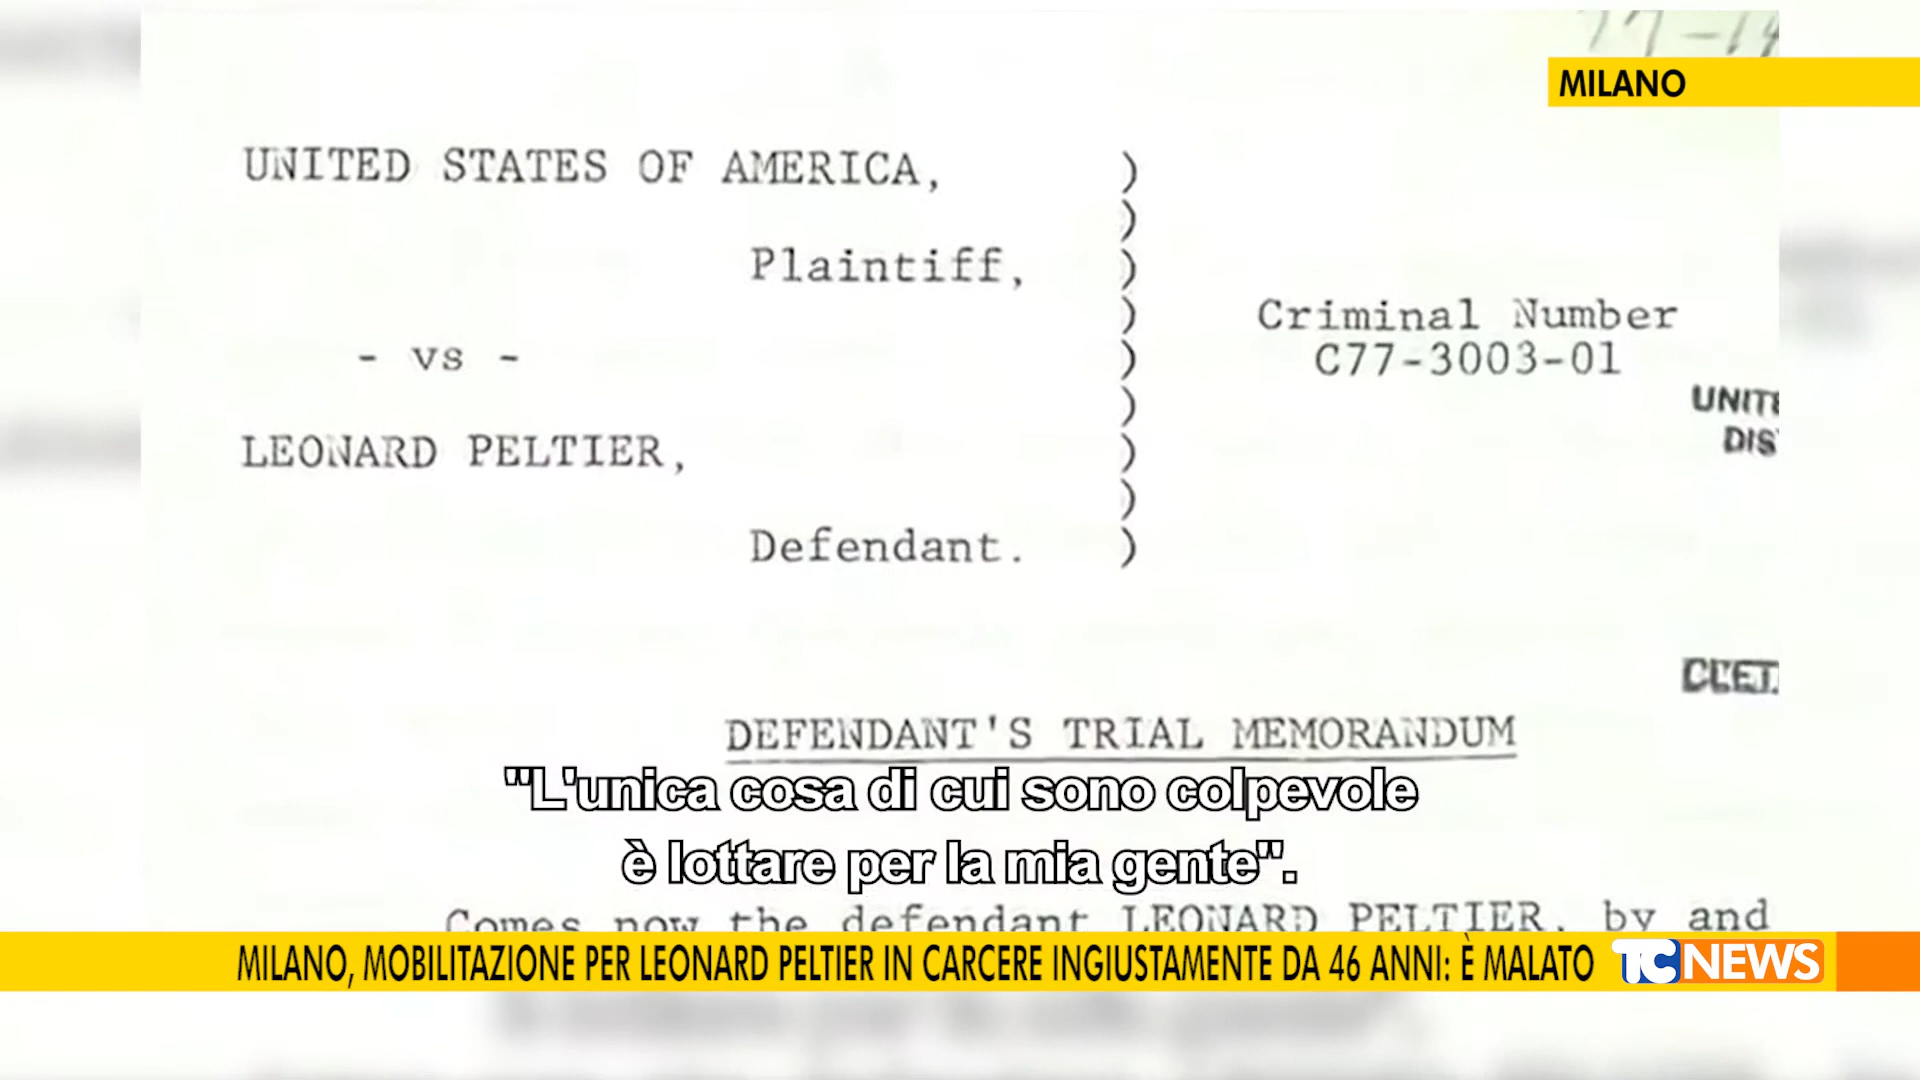 MILANO
UNITED STATES OF AMERICA, )
)
Plaintiff, )
)
Criminal Number
- vs - )
C77-3003-01
)
LEONARD PELTIER, )
)
Defendant. )
DEFENDANT'S TRIAL MEMORANDUM
"L'unica cosa di cui sono colpevole
è lottare per la mia gente".
Comes now the defendant LEONARD PELTIER, by and
MILANO, MOBILITAZIONE PER LEONARD PELTIER IN CARCERE INGIUSTAMENTE DA 46 ANNI: È MALATO
TC NEWS